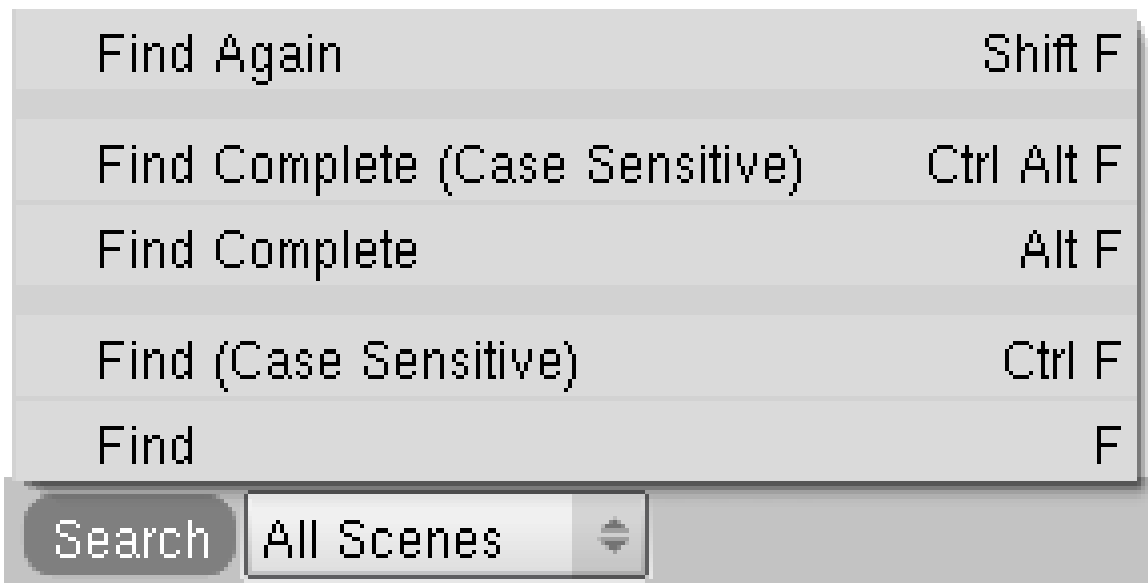 Find Again Shift F
Find Complete (Case Sensitive) Ctrl Alt F
Find Complete Alt F
Find (Case Sensitive) Ctrl F
Find F
Search All Scenes